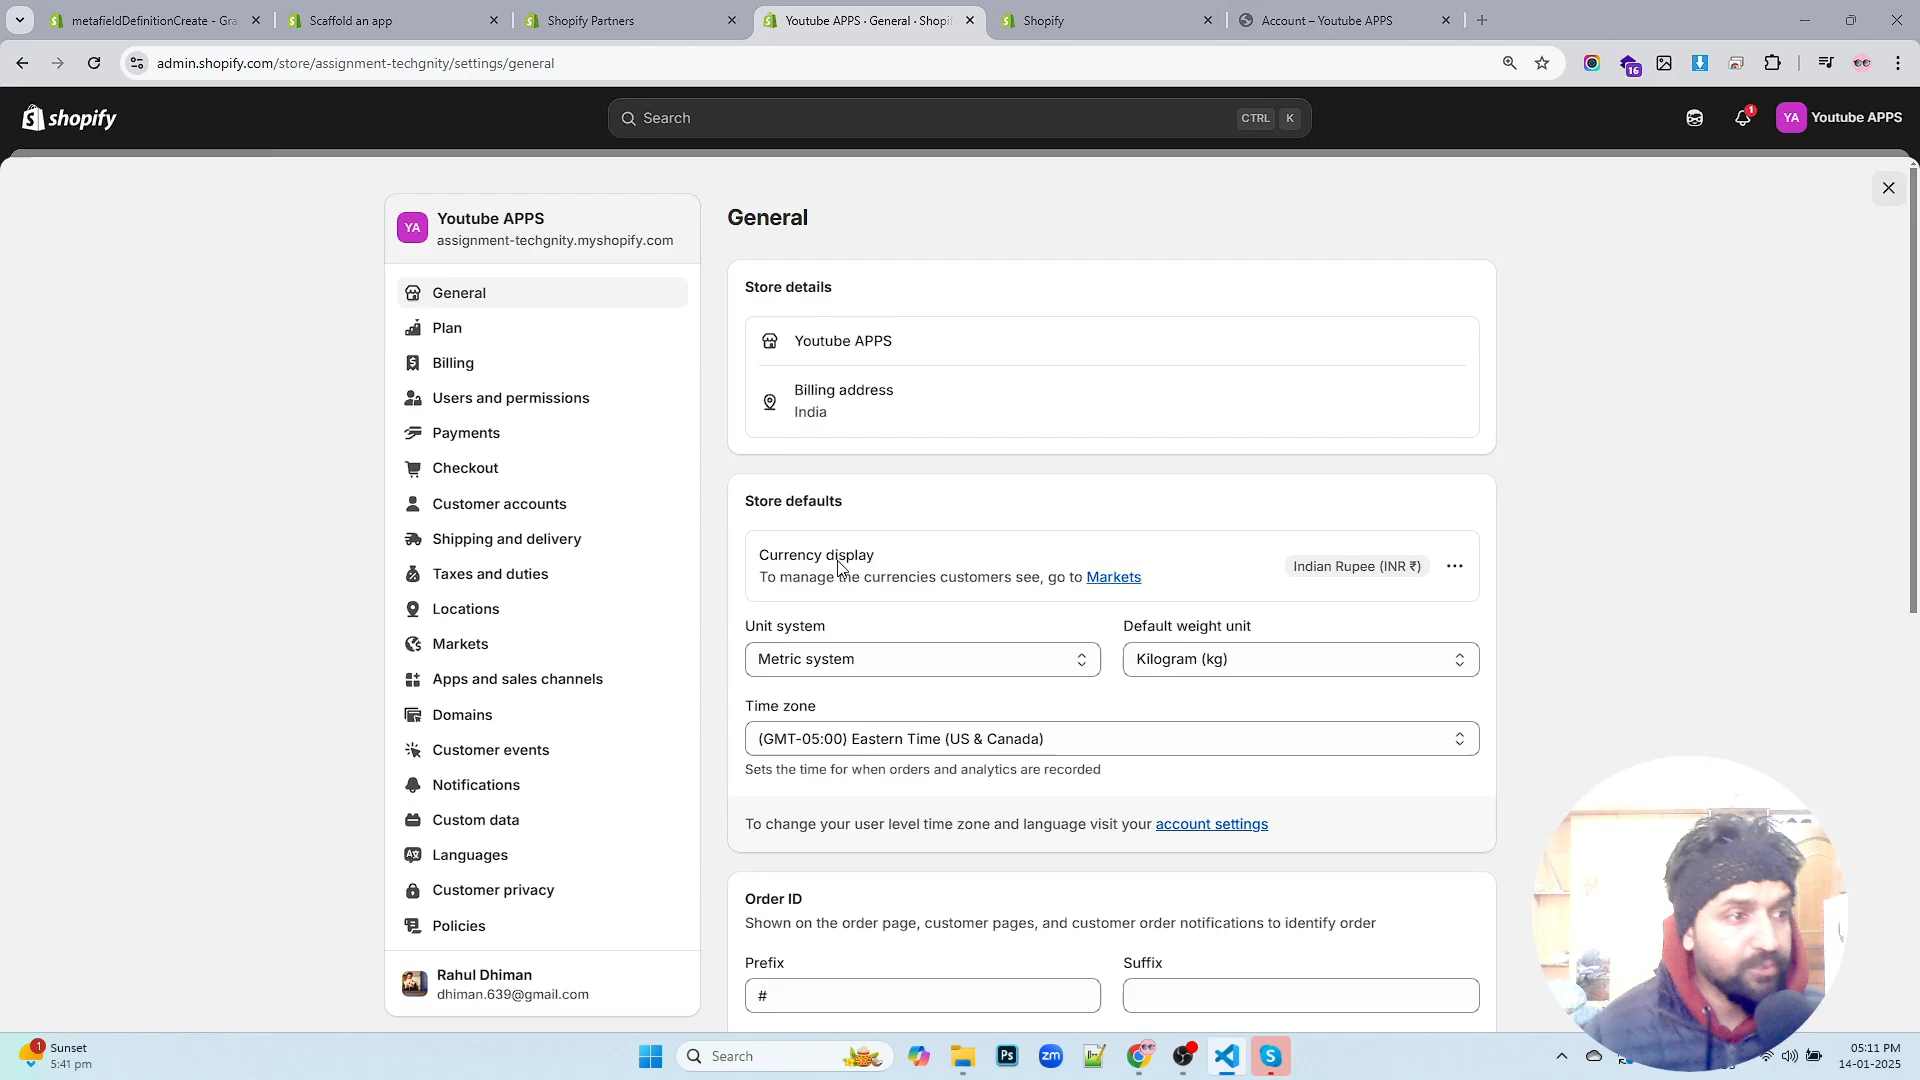 metafieldDefinitionCreate - Gra
Scaffold an app
Shopify Partners
Youtube APPS · General · Shopi
Shopify
Account – Youtube APPS
admin.shopify.com/store/assignment-techgnity/settings/general
16
shopify
Search
CTRL K
1
YA
Youtube APPS
YA
Youtube APPS
assignment-techgnity.myshopify.com
General
Plan
Billing
Users and permissions
Payments
Checkout
Customer accounts
Shipping and delivery
Taxes and duties
Locations
Markets
Apps and sales channels
Domains
Customer events
Notifications
Custom data
Languages
Customer privacy
Policies
Rahul Dhiman
dhiman.639@gmail.com
General
Store details
Youtube APPS
Billing address
India
Store defaults
Currency display
To manage the currencies customers see, go to Markets
Indian Rupee (INR ₹)
Unit system
Metric system
Default weight unit
Kilogram (kg)
Time zone
(GMT-05:00) Eastern Time (US & Canada)
Sets the time for when orders and analytics are recorded
To change your user level time zone and language visit your account settings
Order ID
Shown on the order page, customer pages, and customer order notifications to identify order
Prefix
#
Suffix
1
Sunset
5:41 pm
Search
Ps
zm
05:11 PM
14-01-2025